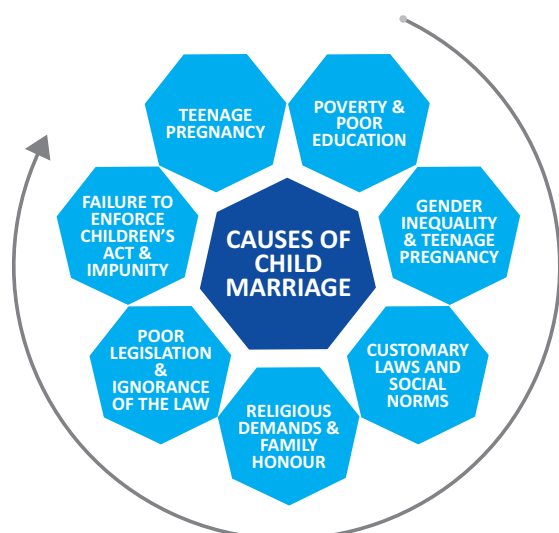 CAUSES OF
CHILD
MARRIAGE
POVERTY &
POOR
EDUCATION
GENDER
INEQUALITY
& TEENAGE
PREGNANCY
CUSTOMARY
LAWS AND
SOCIAL
NORMS
RELIGIOUS
DEMANDS &
FAMILY
HONOUR
POOR
LEGISLATION
&
IGNORANCE
OF THE LAW
FAILURE TO
ENFORCE
CHILDREN'S
ACT &
IMPUNITY
TEENAGE
PREGNANCY